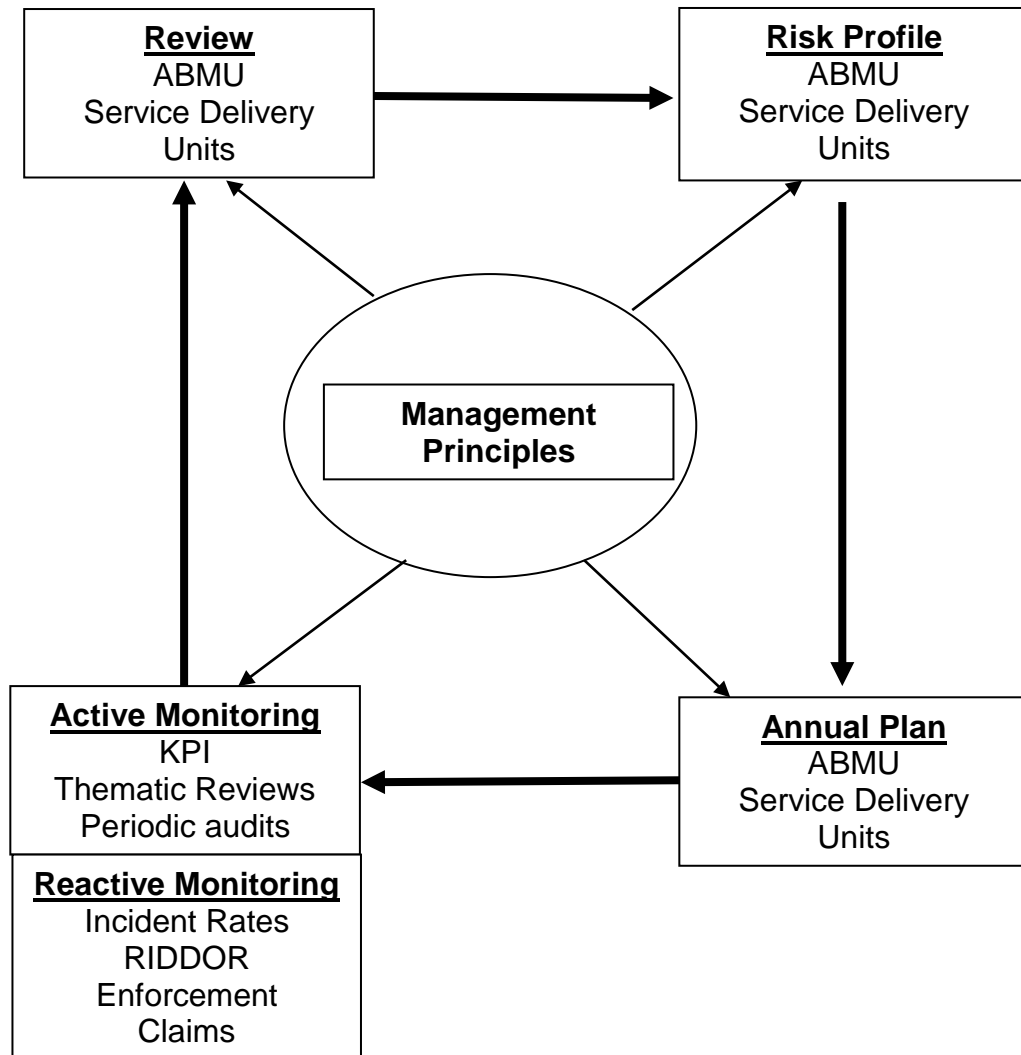 Review
ABMU
Service Delivery
Units
Risk Profile
ABMU
Service Delivery
Units
Management
Principles
Active Monitoring
KPI
Thematic Reviews
Periodic audits
Reactive Monitoring
Incident Rates
RIDDOR
Enforcement
Claims
Annual Plan
ABMU
Service Delivery
Units